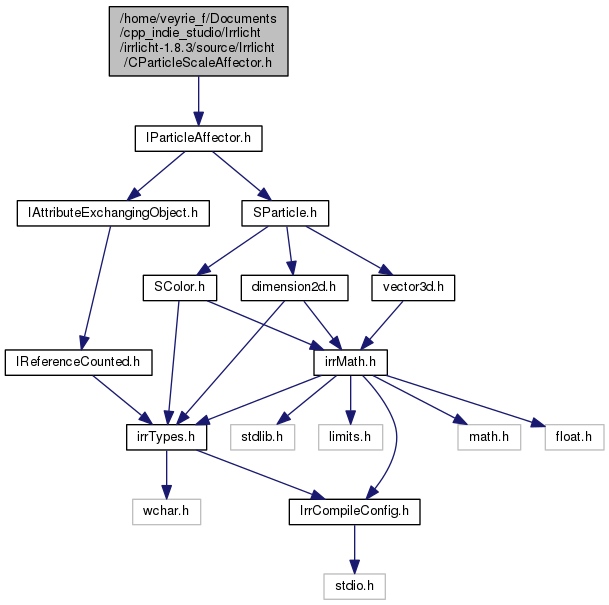 /home/veyrie_f/Documents
/cpp_indie_studio/Irrlicht
/irrlicht-1.8.3/source/Irrlicht
/CParticleScaleAffector.h
IParticleAffector.h
IAttributeExchangingObject.h
SParticle.h
SColor.h
dimension2d.h
vector3d.h
IReferenceCounted.h
irrMath.h
irrTypes.h
stdlib.h
limits.h
math.h
float.h
wchar.h
IrrCompileConfig.h
stdio.h